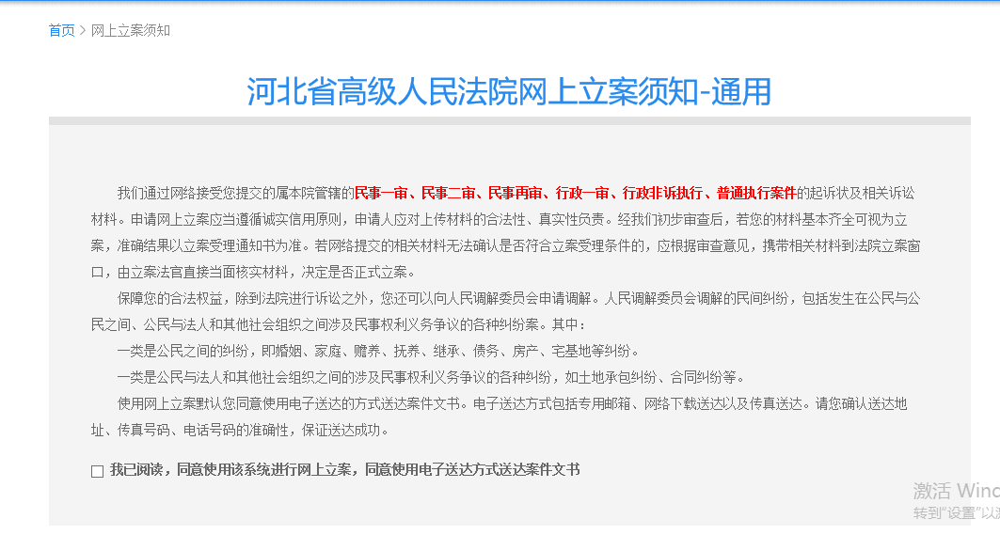 首页 > 网上立案须知
河北省高级人民法院网上立案须知-通用
我们通过网络接受您提交的属本院管辖的民事一审、民事二审、民事再审、行政一审、行政非诉执行、普通执行案件的起诉状及相关诉讼
材料。申请网上立案应当遵循诚实信用原则，申请人应对上传材料的合法性、真实性负责。经我们初步审查后，若您的材料基本齐全可视为立
案，准确结果以立案受理通知书为准。若网络提交的相关材料无法确认是否符合立案受理条件的，应根据审查意见，携带相关材料到法院立案窗
口，由立案法官直接当面核实材料，决定是否正式立案。
保障您的合法权益，除到法院进行诉讼之外，您还可以向人民调解委员会申请调解。人民调解委员会调解的民间纠纷，包括发生在公民与公
民之间、公民与法人和其他社会组织之间涉及民事权利义务争议的各种纠纷案。其中：
一类是公民之间的纠纷，即婚姻、家庭、赡养、抚养、继承、债务、房产、宅基地等纠纷。
一类是公民与法人和其他社会组织之间的涉及民事权利义务争议的各种纠纷，如土地承包纠纷、合同纠纷等。
使用网上立案默认您同意使用电子送达的方式送达案件文书。电子送达方式包括专用邮箱、网络下载送达以及传真送达。请您确认送达地
址、传真号码、电话号码的准确性，保证送达成功。
我已阅读，同意使用该系统进行网上立案，同意使用电子送达方式送达案件文书
激活 Winc
转到"设置"以激